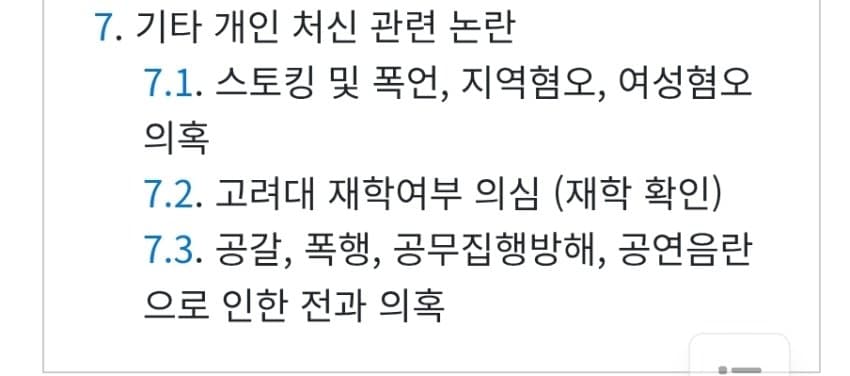 7. 기타 개인 처신 관련 논란
7.1. 스토킹 및 폭언, 지역혐오, 여성혐오
의혹
7.2. 고려대 재학여부 의심 (재학 확인)
7.3. 공갈, 폭행, 공무집행방해, 공연음란
으로 인한 전과 의혹